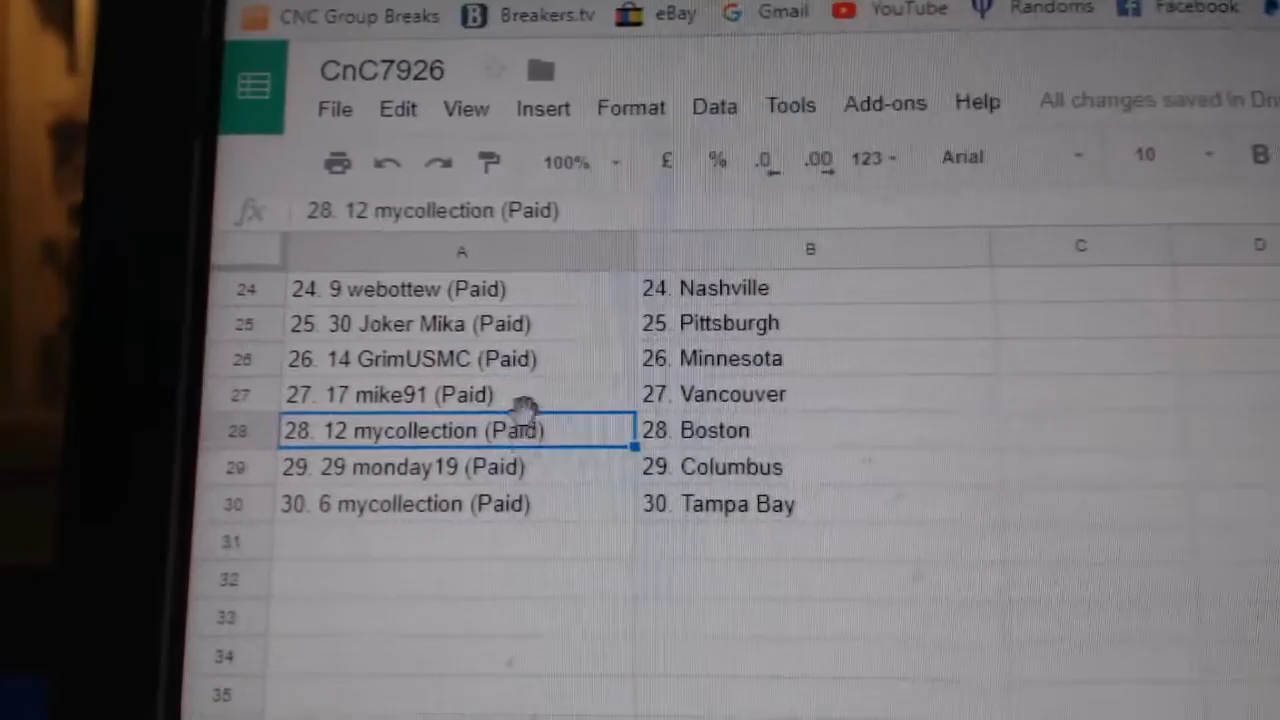 CNC Group Breaks Breakers.tv eBay Gmail YouTube Randoms Facebook
CnC7926
File Edit View Insert Format Data Tools Add-ons Help All changes saved in
100% £ % .0 .00 123 Arial 10 B
fx 28. 12 mycollection (Paid)
A B C D
24 24. 9 webottew (Paid) 24. Nashville
25 25. 30 Joker Mika (Paid) 25. Pittsburgh
26 26. 14 GrimUSMC (Paid) 26. Minnesota
27 27. 17 mike91 (Paid) 27. Vancouver
28 28. 12 mycollection (Paid) 28. Boston
29 29. 29 monday19 (Paid) 29. Columbus
30 30. 6 mycollection (Paid) 30. Tampa Bay
31
32
33
34
35